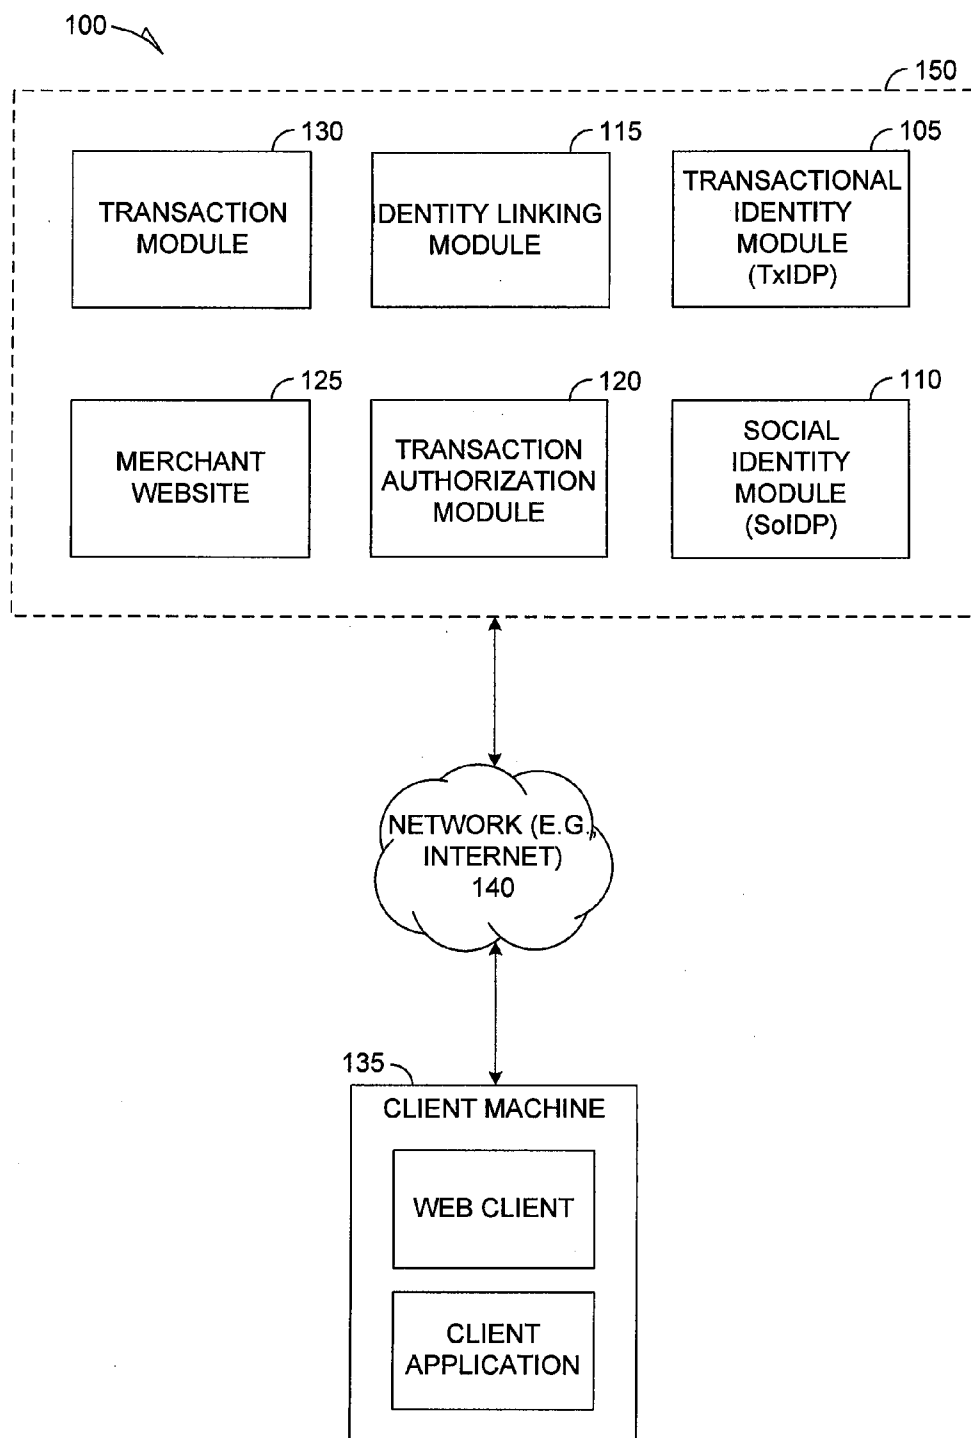 100
150
130
115
105
TRANSACTION
MODULE
IDENTITY LINKING
MODULE
TRANSACTIONAL
IDENTITY
MODULE
(TxIDP)
125
120
110
MERCHANT
WEBSITE
TRANSACTION
AUTHORIZATION
MODULE
SOCIAL
IDENTITY
MODULE
(SoIDP)
NETWORK (E.G.,
INTERNET)
140
135
CLIENT MACHINE
WEB CLIENT
CLIENT
APPLICATION